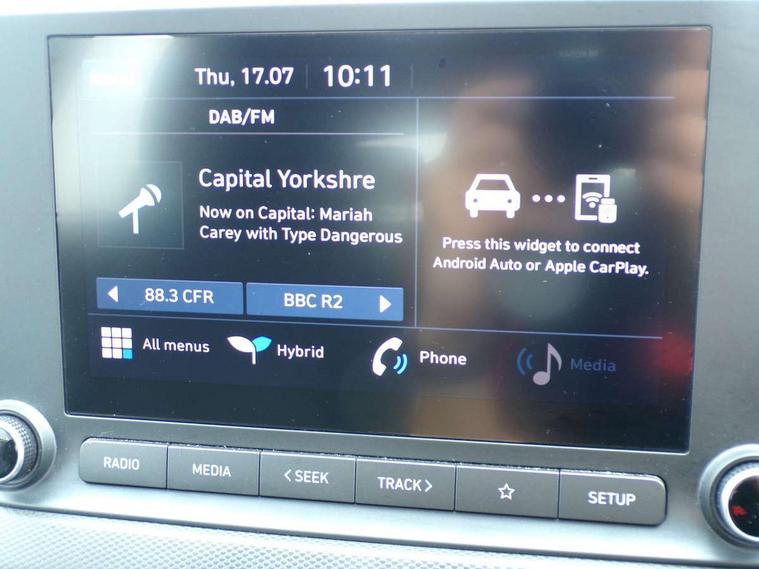 Thu, 17.07 10:11
DAB/FM
Capital Yorkshre
Now on Capital: Mariah
Carey with Type Dangerous
Press this widget to connect
Android Auto or Apple CarPlay.
88.3 CFR
BBC R2
All menus
Hybrid
Phone
Media
RADIO
MEDIA
< SEEK
TRACK >
SETUP